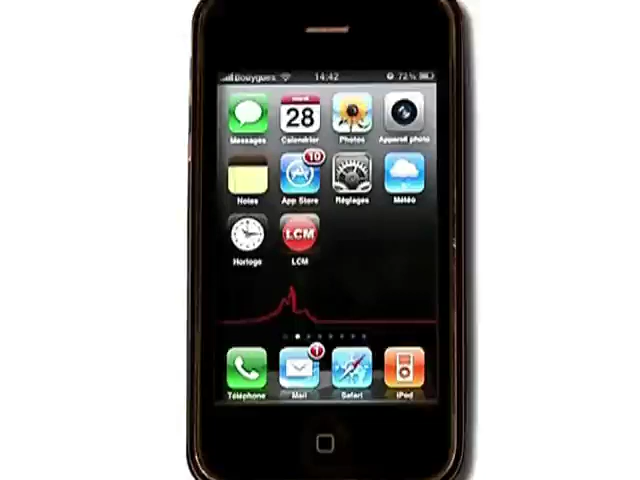 Bouygues 14:42 72%
28
Messages Calendrier Photos Appareil photo
10
Notes App Store Réglages Météo
LCM
Horloge LCM
1
Téléphone Mail Safari iPod